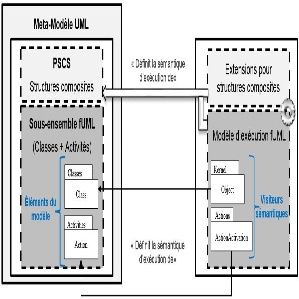 Meta-Modèle UML
PSCS
Structures composites
« Définit la sémantique
d'exécution de»
Extensions pour
structures composites
Sous-ensemble fUML
(Classes + Activités)
Modèle d'exécution fUML
Classes
Class
Éléments du
modèle
Activities
Action
Kernel
Object
Visiteurs
sémantiques
Actions
ActionActivation
« Définit la sémantique
d'exécution de»